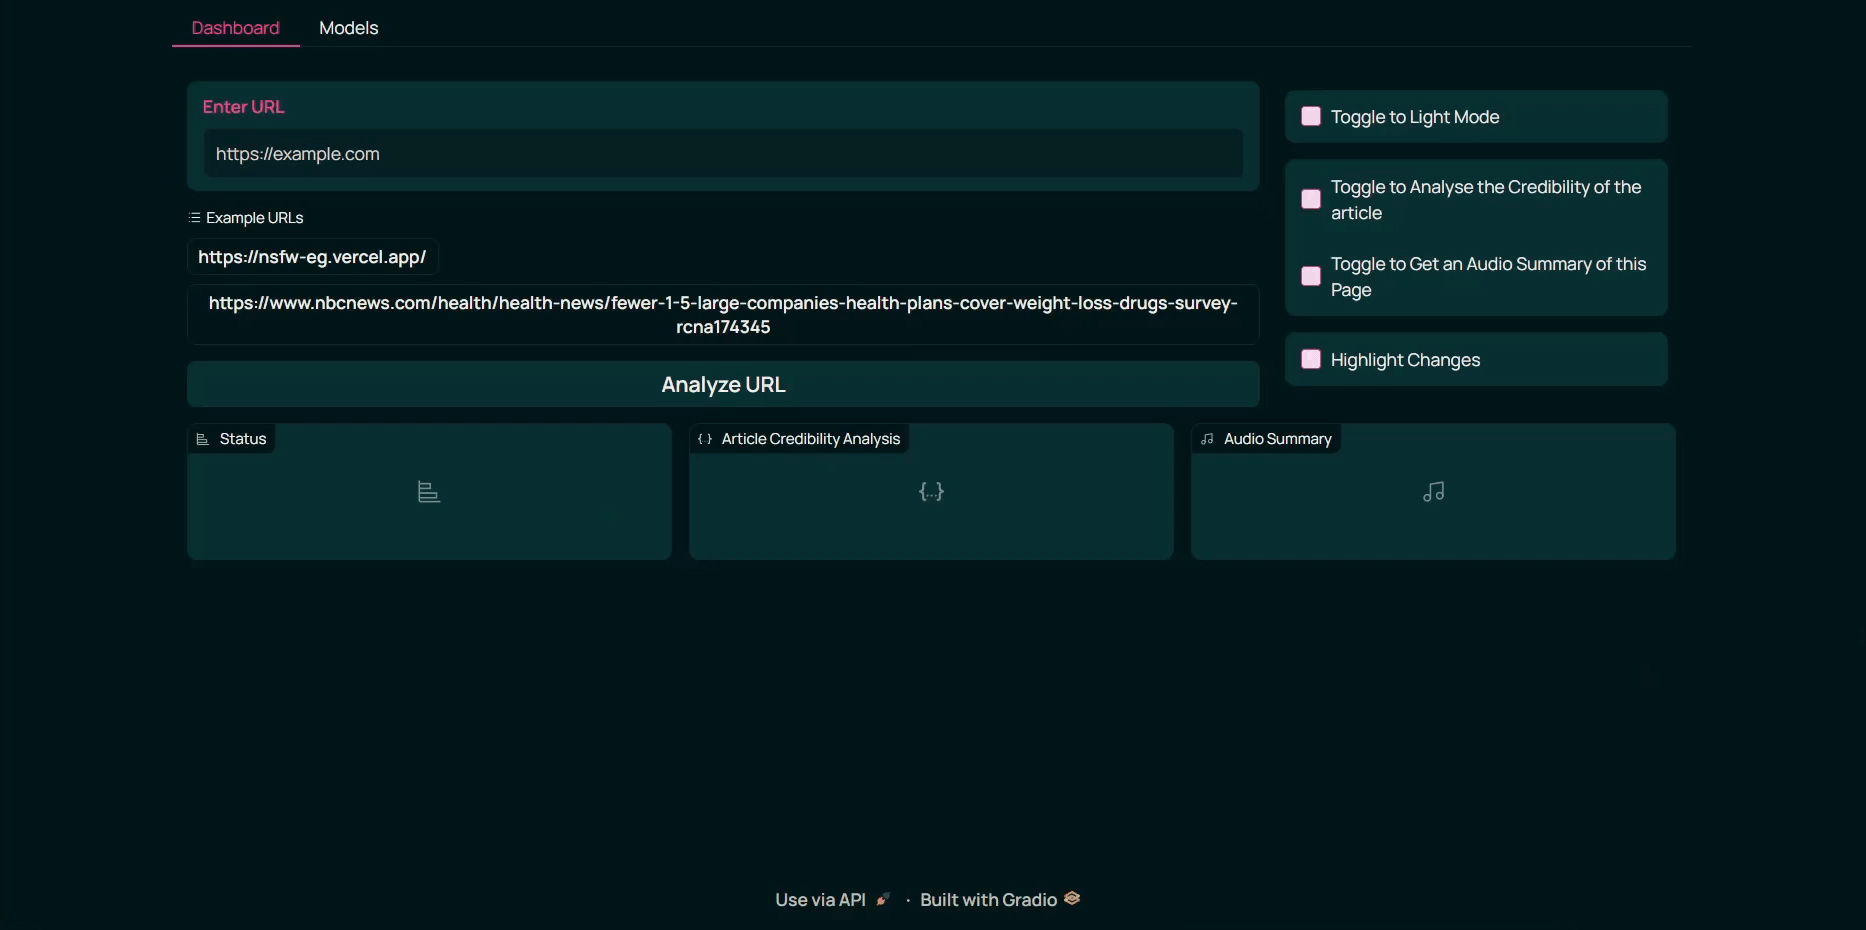 Dashboard
Models
Enter URL
https://example.com
Example URLs
https://nsfw-eg.vercel.app/
https://www.nbcnews.com/health/health-news/fewer-1-5-large-companies-health-plans-cover-weight-loss-drugs-survey-
rcna174345
Analyze URL
Toggle to Light Mode
Toggle to Analyse the Credibility of the
article
Toggle to Get an Audio Summary of this
Page
Highlight Changes
Status
Article Credibility Analysis
Audio Summary
Use via API · Built with Gradio